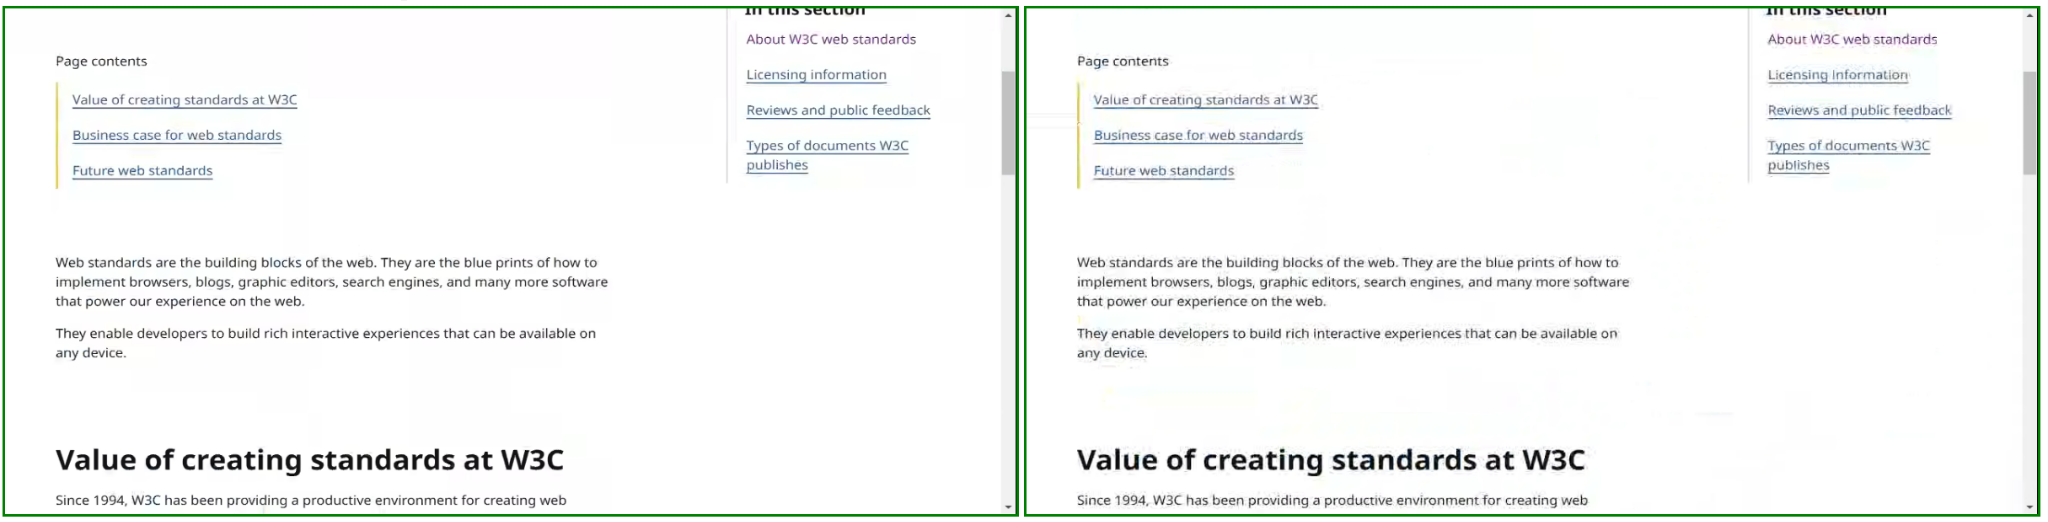 In this section
About W3C web standards
Page contents
Licensing information
Value of creating standards at W3C
Reviews and public feedback
Business case for web standards
Types of documents W3C
publishes
Future web standards
Web standards are the building blocks of the web. They are the blue prints of how to
implement browsers, blogs, graphic editors, search engines, and many more software
that power our experience on the web.
They enable developers to build rich interactive experiences that can be available on
any device.
Value of creating standards at W3C
Since 1994, W3C has been providing a productive environment for creating web
In this section
About W3C web standards
Page contents
Licensing information
Value of creating standards at W3C
Reviews and public feedback
Business case for web standards
Types of documents W3C
publishes
Future web standards
Web standards are the building blocks of the web. They are the blue prints of how to
implement browsers, blogs, graphic editors, search engines, and many more software
that power our experience on the web.
They enable developers to build rich interactive experiences that can be available on
any device.
Value of creating standards at W3C
Since 1994, W3C has been providing a productive environment for creating web